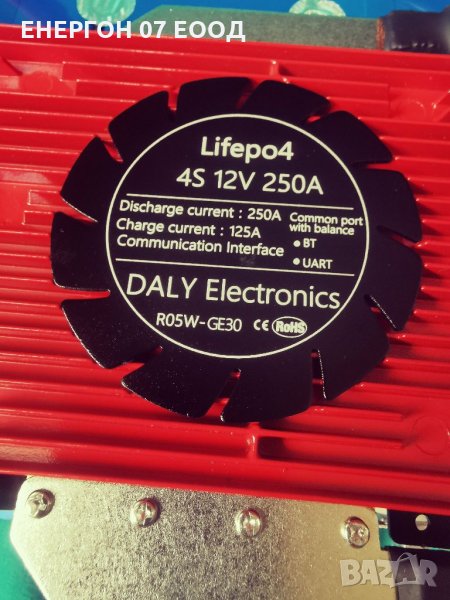 ЕНЕРГОН 07 ЕООД
Lifepo4
4S 12V 250A
Discharge current : 250A
Charge current : 125A
Communication Interface
Common port
with balance
• BT
• UART
DALY Electronics
R05W-GE30 CE RoHS
BAZAR